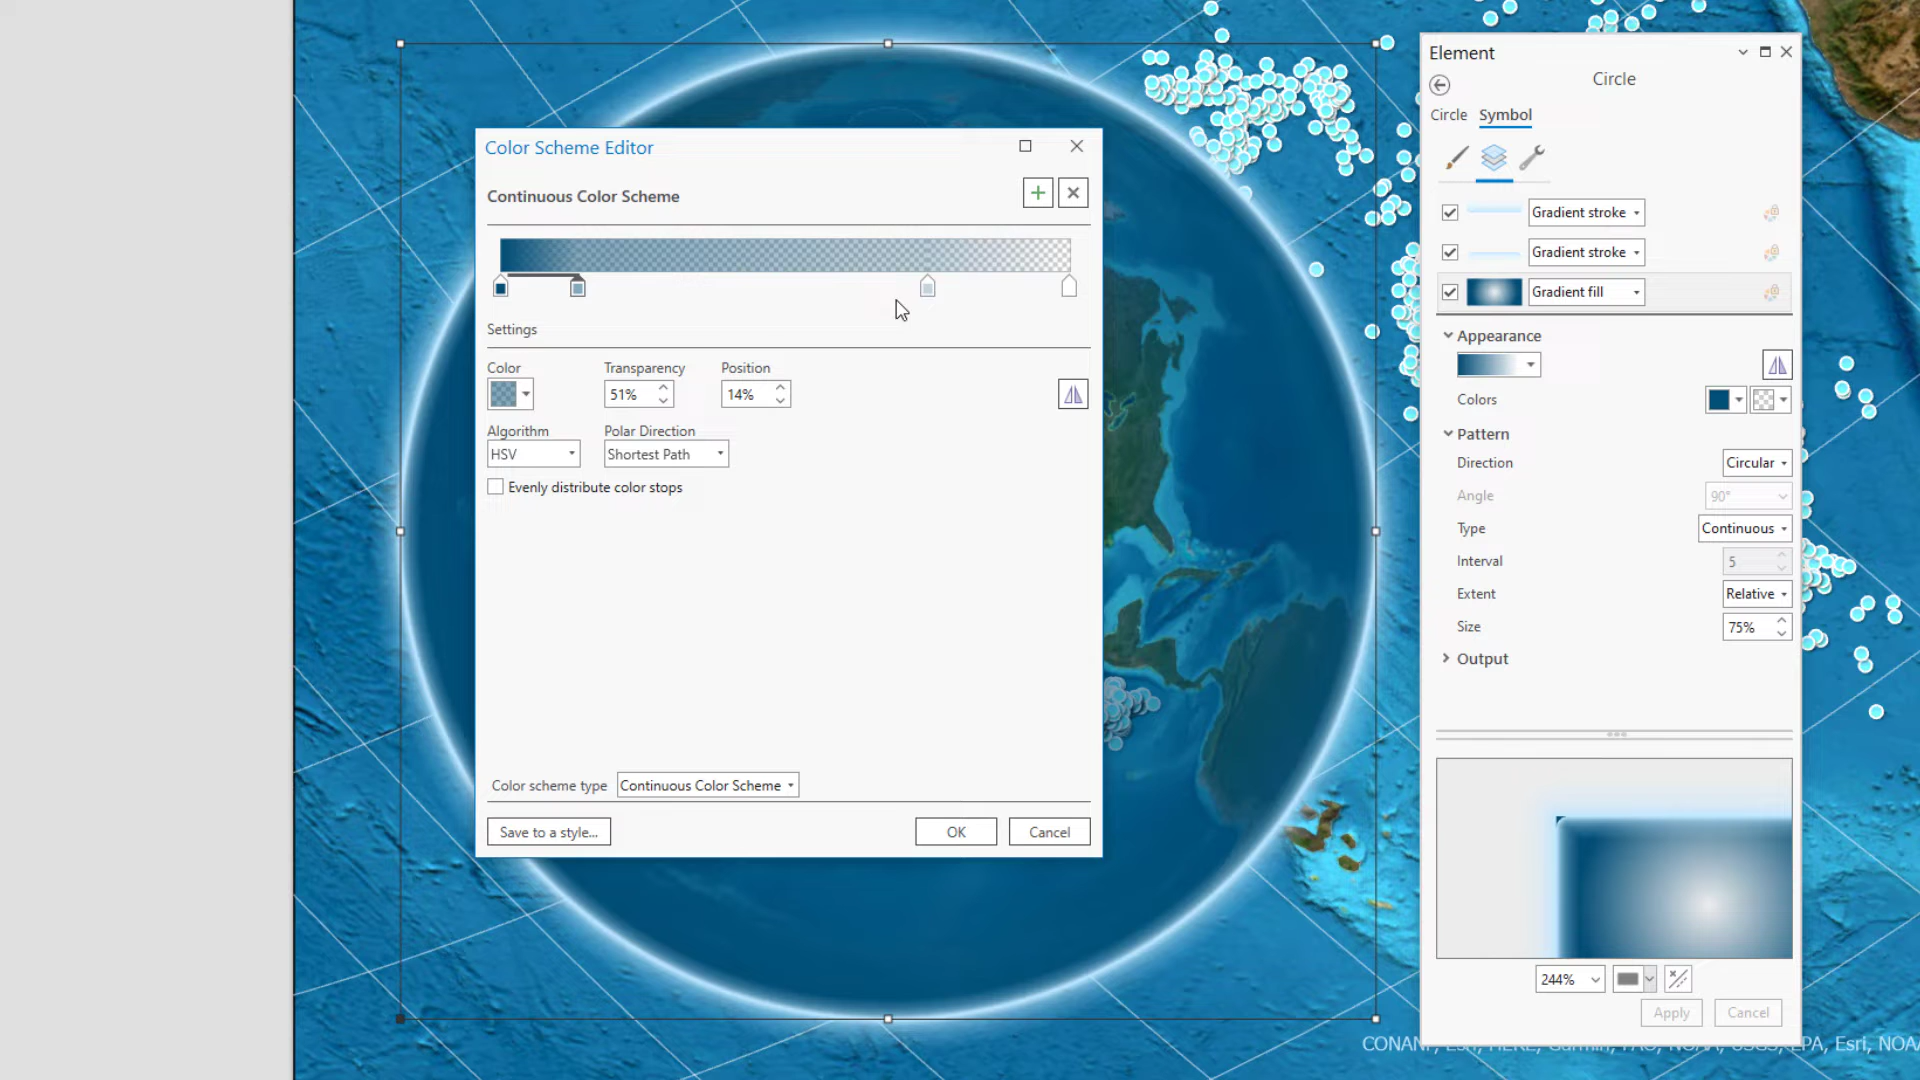 Color Scheme Editor
Continuous Color Scheme
Settings
Color
Transparency
Position
51%
14%
Algorithm
Polar Direction
HSV
Shortest Path
Evenly distribute color stops
Color scheme type
Continuous Color Scheme
Save to a style...
OK
Cancel
Element
Circle
Circle
Symbol
Gradient stroke
Gradient stroke
Gradient fill
Appearance
Colors
Pattern
Direction
Circular
Angle
90°
Type
Continuous
Interval
5
Extent
Relative
Size
75%
Output
244%
Apply
Cancel
EPA, Esri, NOAA